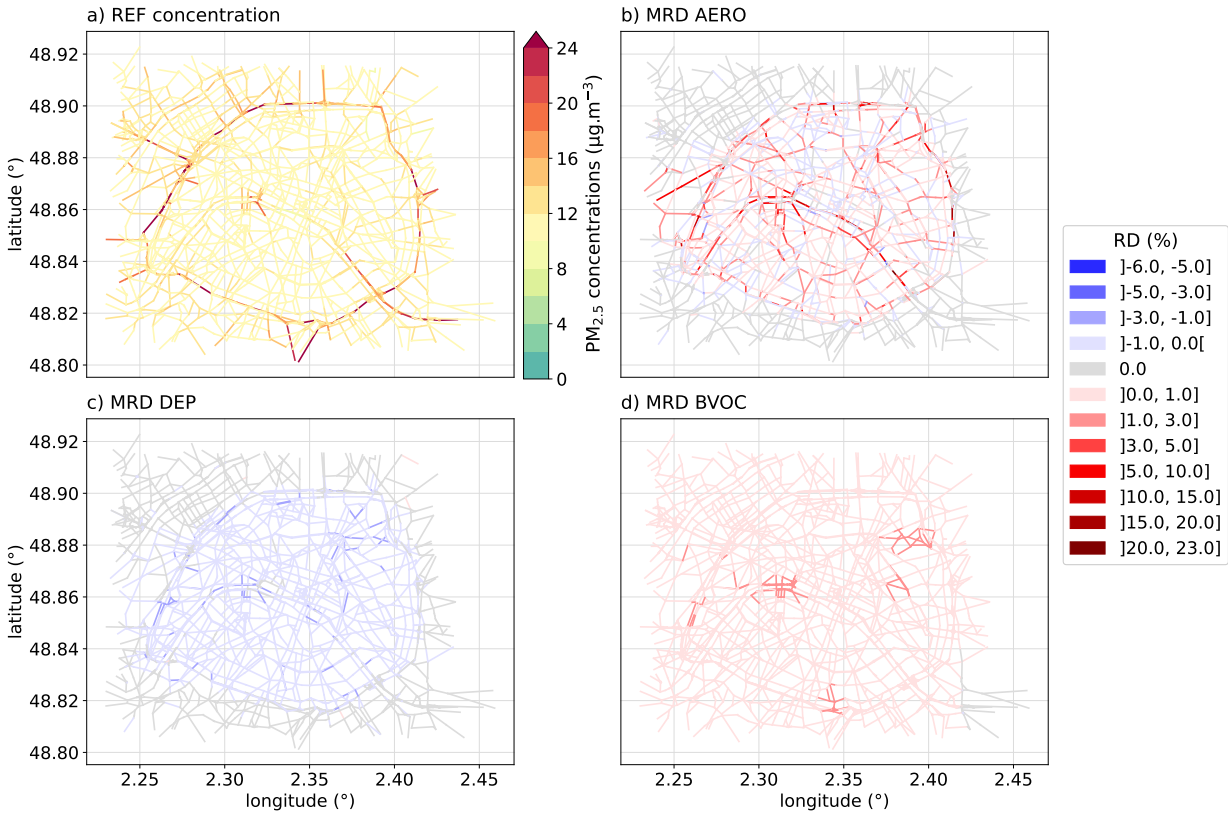 a) REF concentration
b) MRD AERO
48.92
48.90
48.88
48.86
48.84
48.82
48.80
latitude (°)
24
20
16
12
8
4
0
PM2.5 concentrations (μg.m−3)
c) MRD DEP
d) MRD BVOC
48.92
48.90
48.88
48.86
48.84
48.82
48.80
latitude (°)
2.25 2.30 2.35 2.40 2.45
longitude (°)
2.25 2.30 2.35 2.40 2.45
longitude (°)
RD (%)
]-6.0, -5.0]
]-5.0, -3.0]
]-3.0, -1.0]
]-1.0, 0.0[
0.0
]0.0, 1.0]
]1.0, 3.0]
]3.0, 5.0]
]5.0, 10.0]
]10.0, 15.0]
]15.0, 20.0]
]20.0, 23.0]